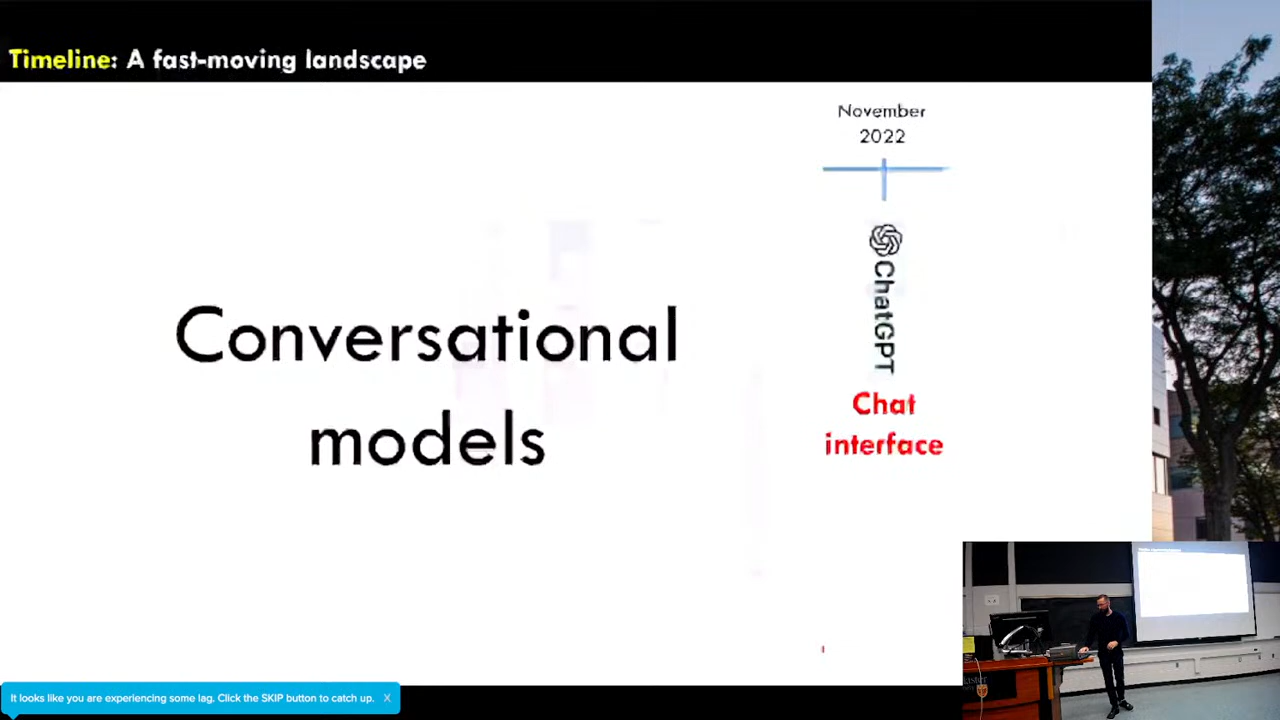 Timeline: A fast-moving landscape
November
2022
ChatGPT
Conversational
models
Chat
interface
It looks like you are experiencing some lag. Click the SKIP button to catch up. X